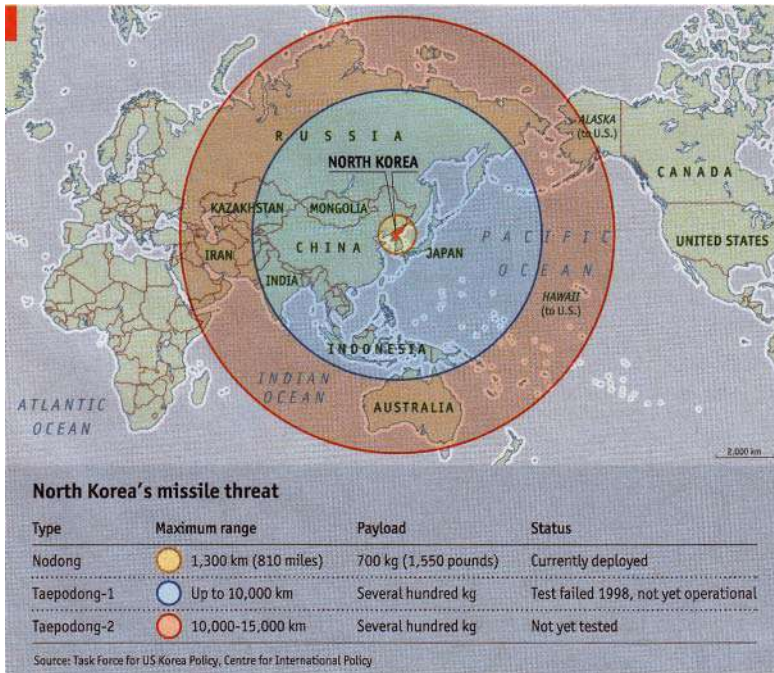 RUSSIA
ALASKA
(to U.S.)
NORTH KOREA
CANADA
KAZAKHSTAN
MONGOLIA
PACIFIC
OCEAN
UNITED STATES
IRAN
CHINA
JAPAN
INDIA
HAWAII
(to U.S.)
INDONESIA
INDIAN
OCEAN
ATLANTIC
OCEAN
AUSTRALIA
2,000 km
North Korea's missile threat
Type Maximum range Payload Status
Nodong 1,300 km (810 miles) 700 kg (1,550 pounds) Currently deployed
Taepodong-1 Up to 10,000 km Several hundred kg Test failed 1998, not yet operational
Taepodong-2 10,000-15,000 km Several hundred kg Not yet tested
Source: Task Force for US Korea Policy, Centre for International Policy